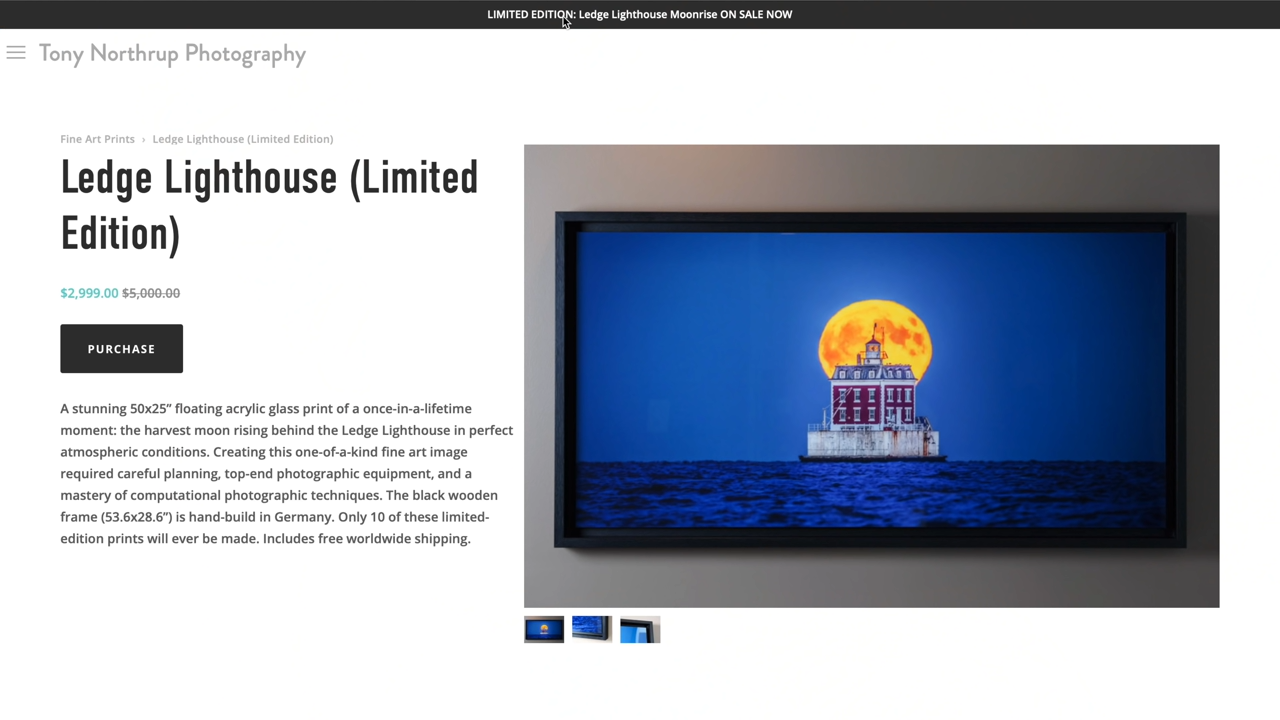 LIMITED EDITION: Ledge Lighthouse Moonrise ON SALE NOW
Tony Northrup Photography
Fine Art Prints › Ledge Lighthouse (Limited Edition)
Ledge Lighthouse (Limited
Edition)
$2,999.00 $5,000.00
PURCHASE
A stunning 50x25” floating acrylic glass print of a once-in-a-lifetime
moment: the harvest moon rising behind the Ledge Lighthouse in perfect
atmospheric conditions. Creating this one-of-a-kind fine art image
required careful planning, top-end photographic equipment, and a
mastery of computational photographic techniques. The black wooden
frame (53.6x28.6”) is hand-build in Germany. Only 10 of these limited-
edition prints will ever be made. Includes free worldwide shipping.